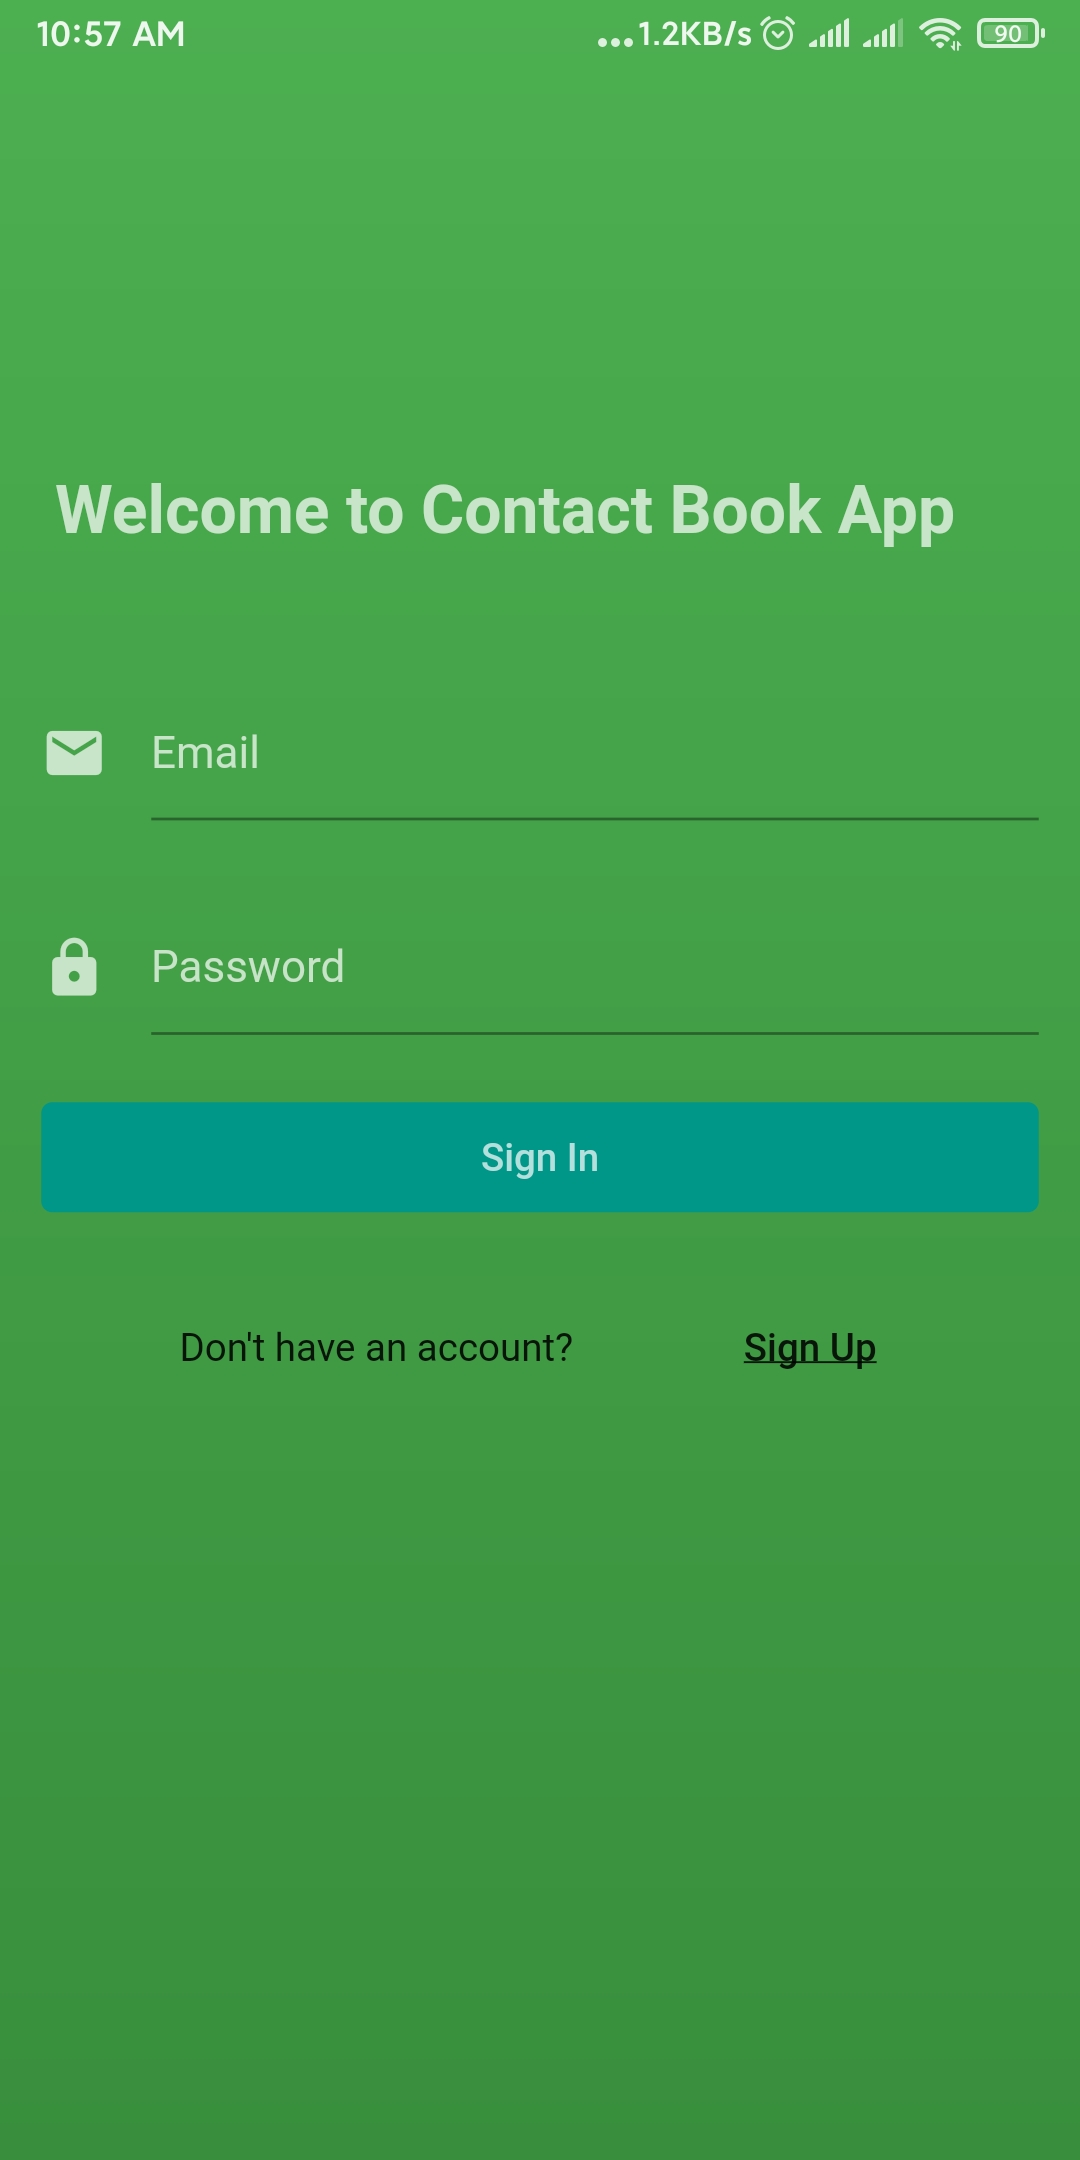 10:57 AM ...1.2KB/s 90
Welcome to Contact Book App
Email
Password
Sign In
Don't have an account? Sign Up